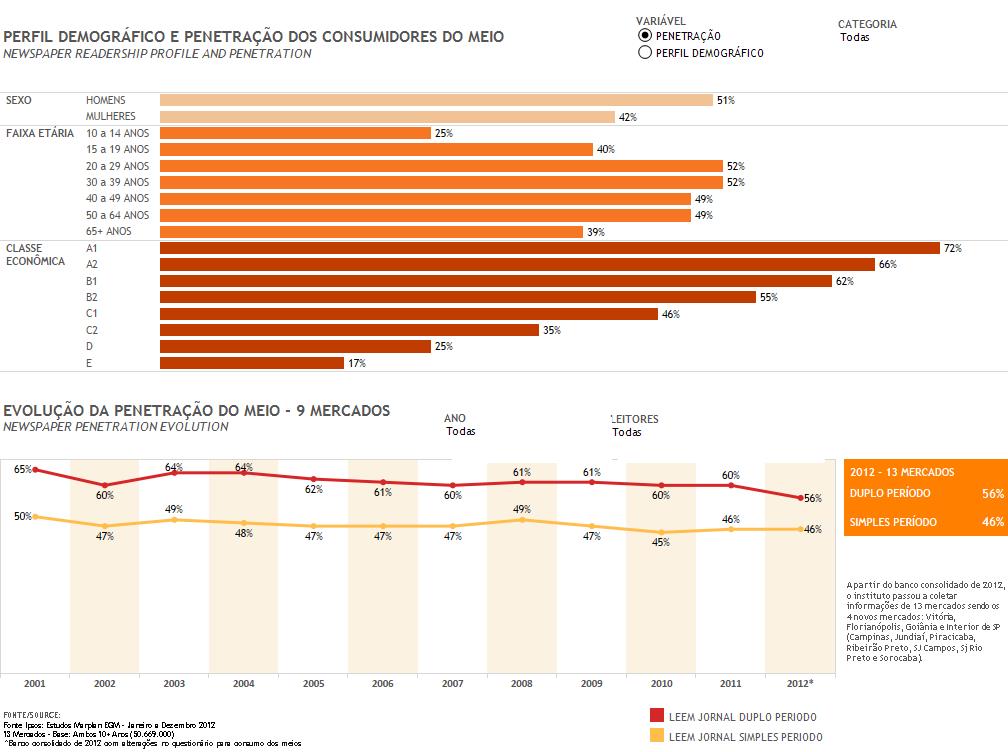 PERFIL DEMOGRÁFICO E PENETRAÇÃO DOS CONSUMIDORES DO MEIO
NEWSPAPER READERSHIP PROFILE AND PENETRATION
VARIÁVEL
PENETRAÇÃO
PERFIL DEMOGRÁFICO
CATEGORIA
Todas
SEXO HOMENS 51%
MULHERES 42%
FAIXA ETÁRIA 10 a 14 ANOS 25%
15 a 19 ANOS 40%
20 a 29 ANOS 52%
30 a 39 ANOS 52%
40 a 49 ANOS 49%
50 a 64 ANOS 49%
65+ ANOS 39%
CLASSE ECONÔMICA A1 72%
A2 66%
B1 62%
B2 55%
C1 46%
C2 35%
D 25%
E 17%
EVOLUÇÃO DA PENETRAÇÃO DO MEIO - 9 MERCADOS
NEWSPAPER PENETRATION EVOLUTION
ANO
Todas
LEITORES
Todas
65% 60% 64% 64% 62% 61% 60% 61% 61% 60% 60% 56%
50% 47% 49% 48% 47% 47% 47% 49% 47% 45% 46% 46%
2001 2002 2003 2004 2005 2006 2007 2008 2009 2010 2011 2012*
2012 - 13 MERCADOS
DUPLO PERÍODO 56%
SIMPLES PERÍODO 46%
A partir do banco consolidado de 2012,
o instituto passou a coletar
informações de 13 mercados sendo os
4 novos mercados: Vitória,
Florianópolis, Goiânia e Interior de SP
(Campinas, Jundiaí, Piracicaba,
Ribeirão Preto, SJ Campos, Sj Rio
Preto e Sorocaba).
LEEM JORNAL DUPLO PERIODO
LEEM JORNAL SIMPLES PERIODO
FONTE/SOURCE:
Fonte Ipsos: Estudos Marplan EGM - Janeiro a Dezembro 2012
13 Mercados - Base: Ambos 10+ Anos (50.669.000)
*Banco consolidado de 2012 com alterações no questionário para consumo dos meios